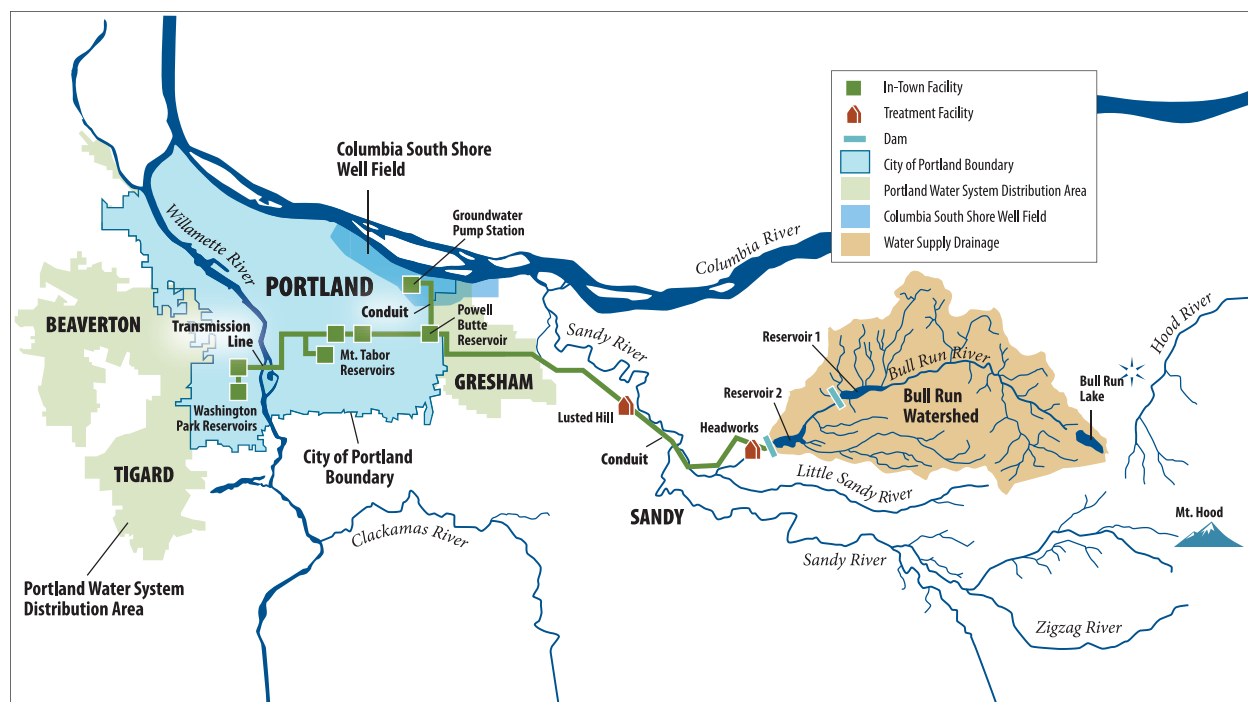 In-Town Facility
Treatment Facility
Dam
City of Portland Boundary
Portland Water System Distribution Area
Columbia South Shore Well Field
Water Supply Drainage
Columbia South Shore
Well Field
Groundwater
Pump Station
Willamette River
Columbia River
PORTLAND
Conduit
Powell
Butte
Reservoir
BEAVERTON
Transmission
Line
Mt. Tabor
Reservoirs
Sandy River
GRESHAM
Reservoir 1
Bull Run River
Hood River
Bull Run
Lake
Reservoir 2
Bull Run
Watershed
Washington
Park Reservoirs
Lusted Hill
Headworks
Conduit
City of Portland
Boundary
TIGARD
Little Sandy River
SANDY
Mt. Hood
Clackamas River
Sandy River
Portland Water System
Distribution Area
Zigzag River